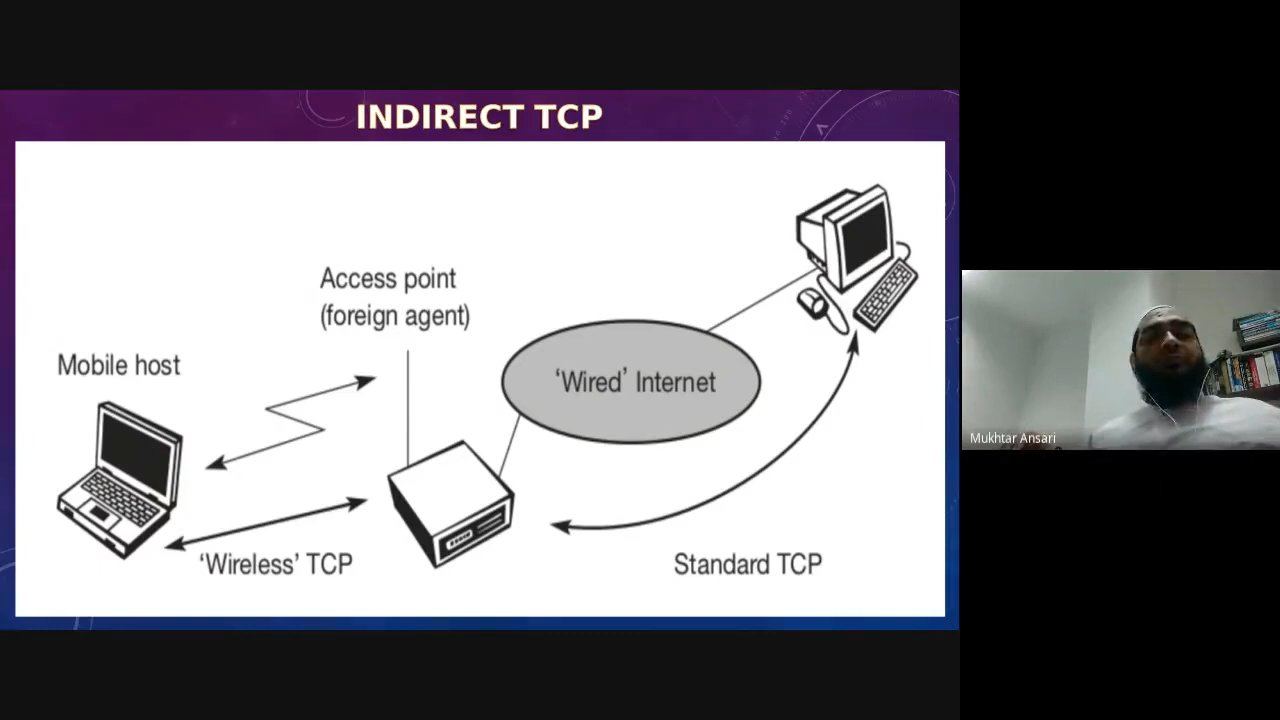 INDIRECT TCP
Access point
(foreign agent)
Mobile host
‘Wired’ Internet
‘Wireless’ TCP
Standard TCP
Mukhtar Ansari